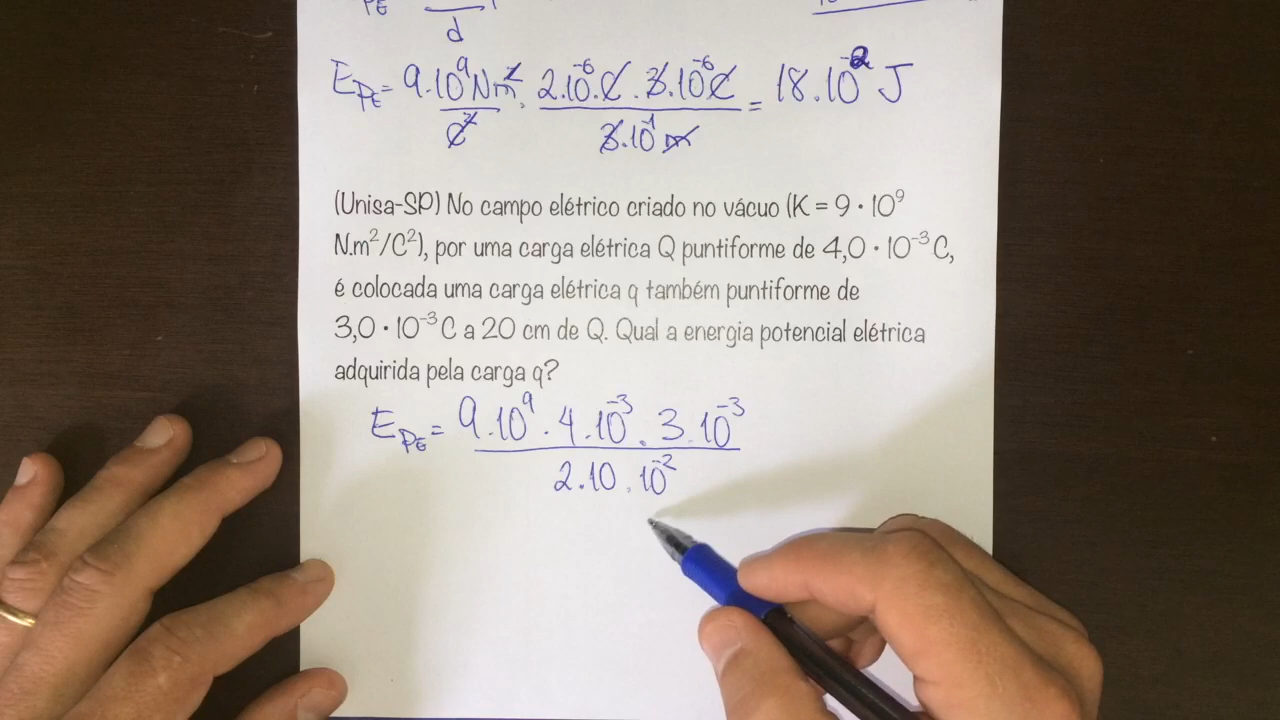 PE
d
E_PE = 9.10⁹ Nm²/C² . 2.10⁻⁶ C . 3.10⁻⁶ C / 3.10⁻¹ m = 18.10⁻² J
(Unisa-SP) No campo elétrico criado no vácuo (K = 9 · 10⁹
N.m²/C²), por uma carga elétrica Q puntiforme de 4,0 · 10⁻³ C,
é colocada uma carga elétrica q também puntiforme de
3,0 · 10⁻³ C a 20 cm de Q. Qual a energia potencial elétrica
adquirida pela carga q?
E_PE = 9.10⁹ . 4.10⁻³ . 3.10⁻³
2.10 . 10⁻²